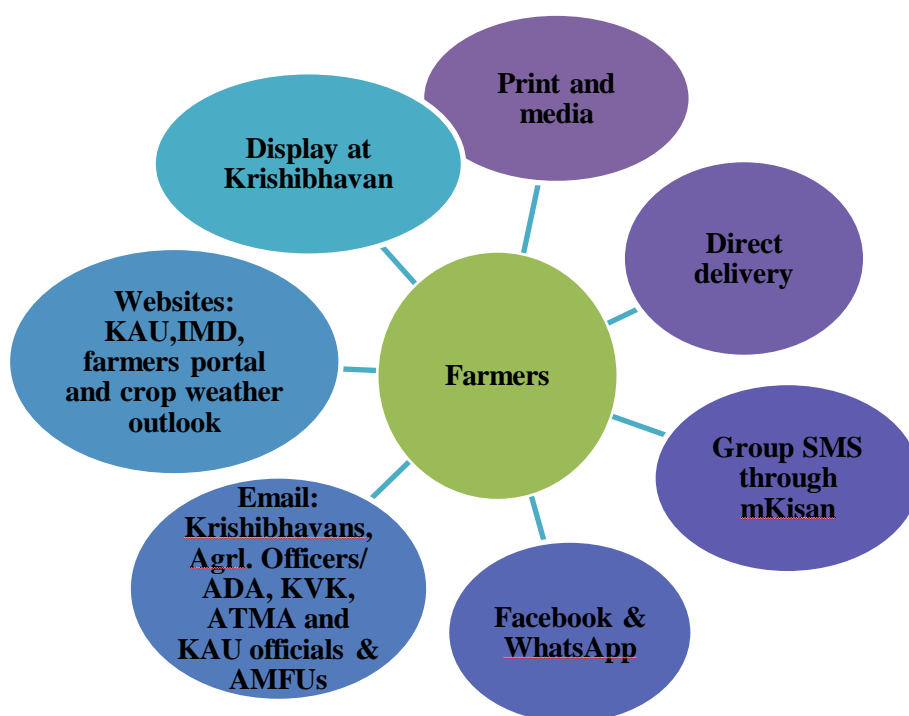 Print and
media
Display at
Krishibhavan
Direct
delivery
Websites:
KAU,IMD,
farmers portal
and crop weather
outlook
Farmers
Group SMS
through
mKisan
Email:
Krishibhavans,
Agrl. Officers/
ADA, KVK,
ATMA and
KAU officials &
AMFUs
Facebook &
WhatsApp